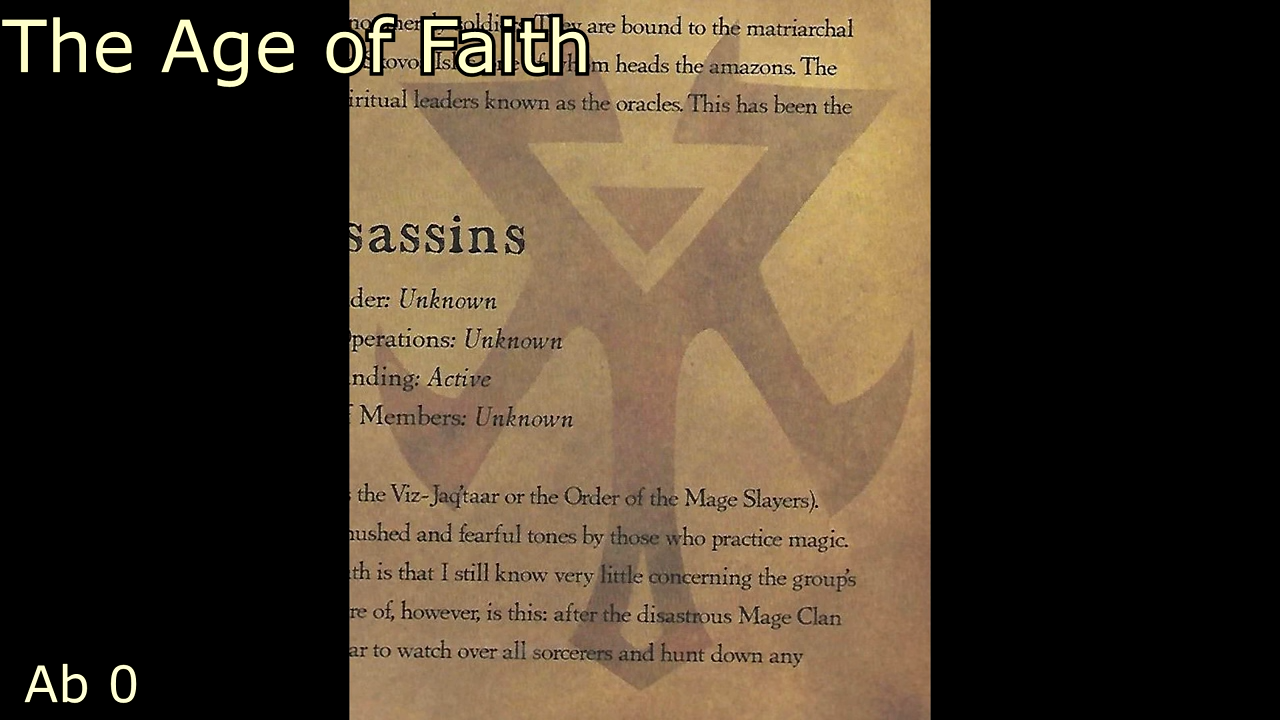 The Age of Faith
are bound to the matriarchal
heads the amazons. The
iritual leaders known as the oracles. This has been the
sassins
der: Unknown
perations: Unknown
nding: Active
f Members: Unknown
s the Viz-Jaq'taar or the Order of the Mage Slayers).
hushed and fearful tones by those who practice magic.
th is that I still know very little concerning the group's
re of, however, is this: after the disastrous Mage Clan
ar to watch over all sorcerers and hunt down any
Ab 0